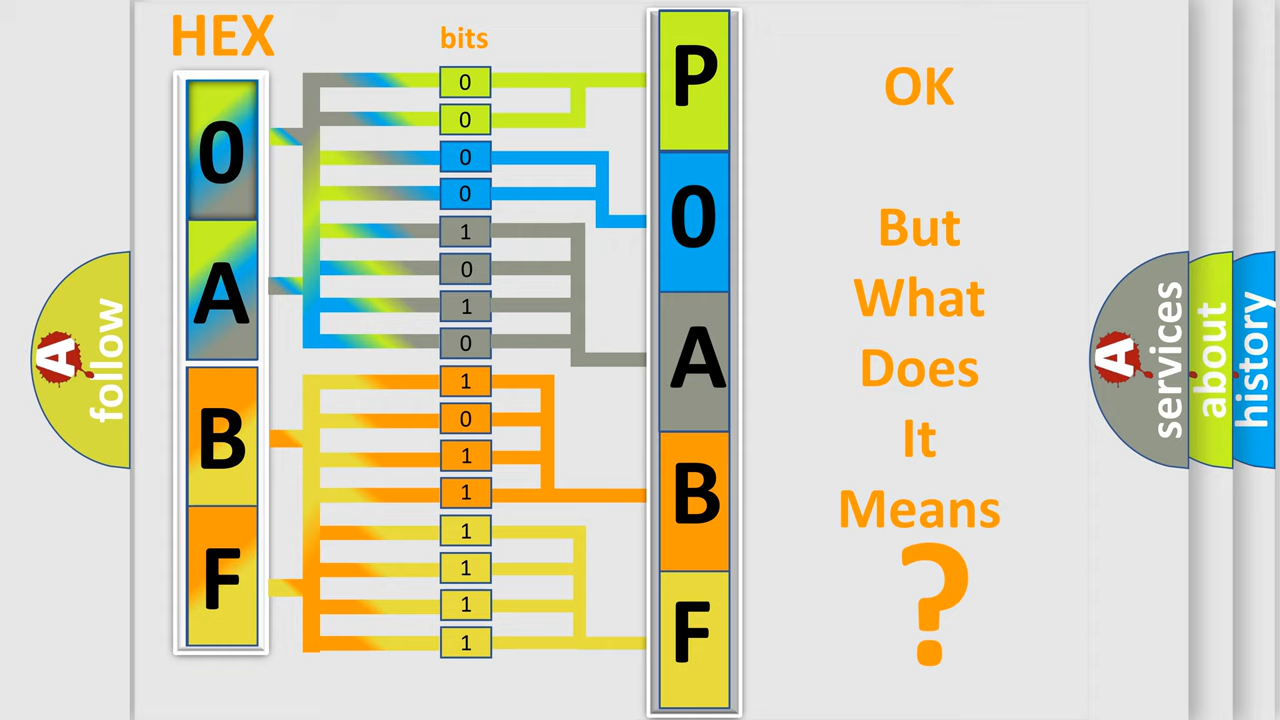 HEX
bits
0
A
B
F
0
0
0
0
1
0
1
0
1
0
1
1
1
1
1
1
P
0
A
B
F
OK
But
What
Does
It
Means
?
A
follow
A
services
about
history